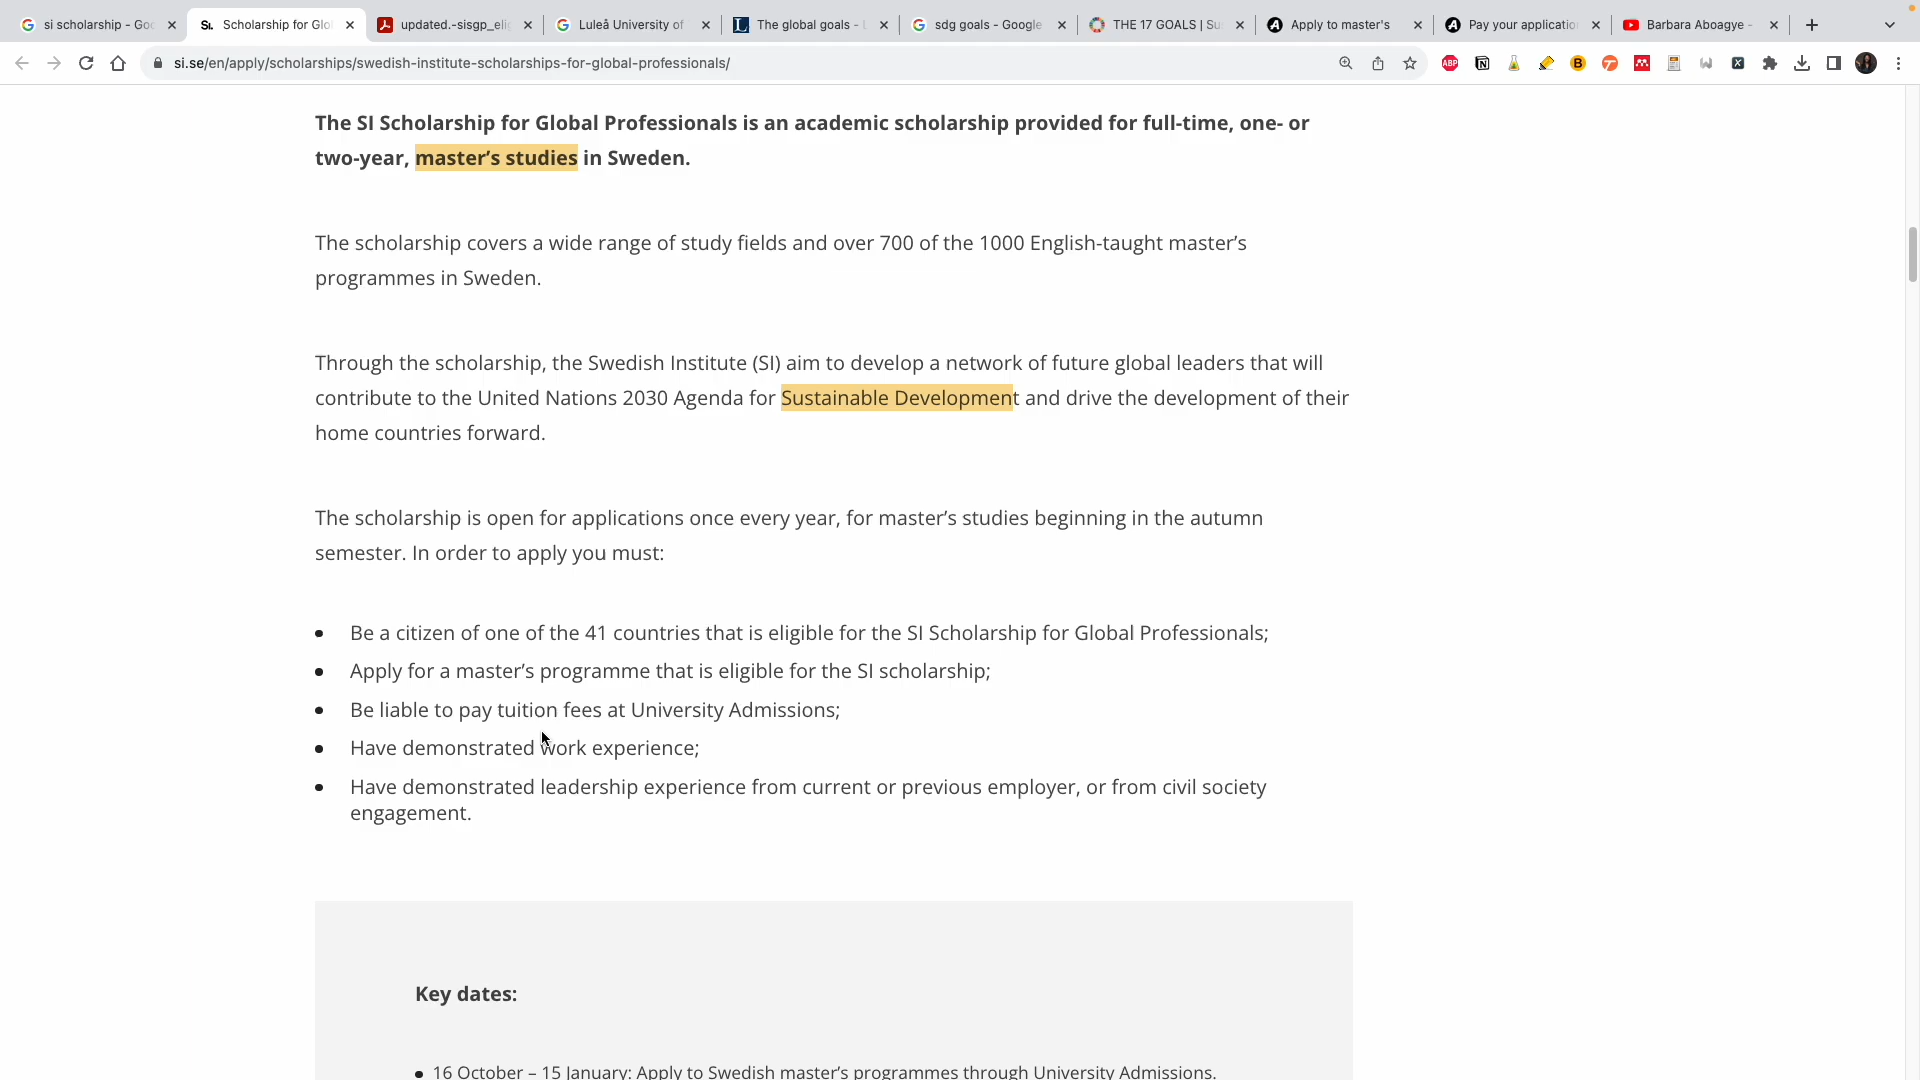 si scholarship - Goo
Scholarship for Glo
updated.-sisgp_eli
Luleå University of
The global goals - L
sdg goals - Google
THE 17 GOALS | Sus
Apply to master's
Pay your applicatio
Barbara Aboagye -
si.se/en/apply/scholarships/swedish-institute-scholarships-for-global-professionals/
The SI Scholarship for Global Professionals is an academic scholarship provided for full-time, one- or
two-year, master's studies in Sweden.
The scholarship covers a wide range of study fields and over 700 of the 1000 English-taught master's
programmes in Sweden.
Through the scholarship, the Swedish Institute (SI) aim to develop a network of future global leaders that will
contribute to the United Nations 2030 Agenda for Sustainable Development and drive the development of their
home countries forward.
The scholarship is open for applications once every year, for master's studies beginning in the autumn
semester. In order to apply you must:
Be a citizen of one of the 41 countries that is eligible for the SI Scholarship for Global Professionals;
Apply for a master's programme that is eligible for the SI scholarship;
Be liable to pay tuition fees at University Admissions;
Have demonstrated work experience;
Have demonstrated leadership experience from current or previous employer, or from civil society
engagement.
Key dates:
16 October – 15 January: Apply to Swedish master's programmes through University Admissions.